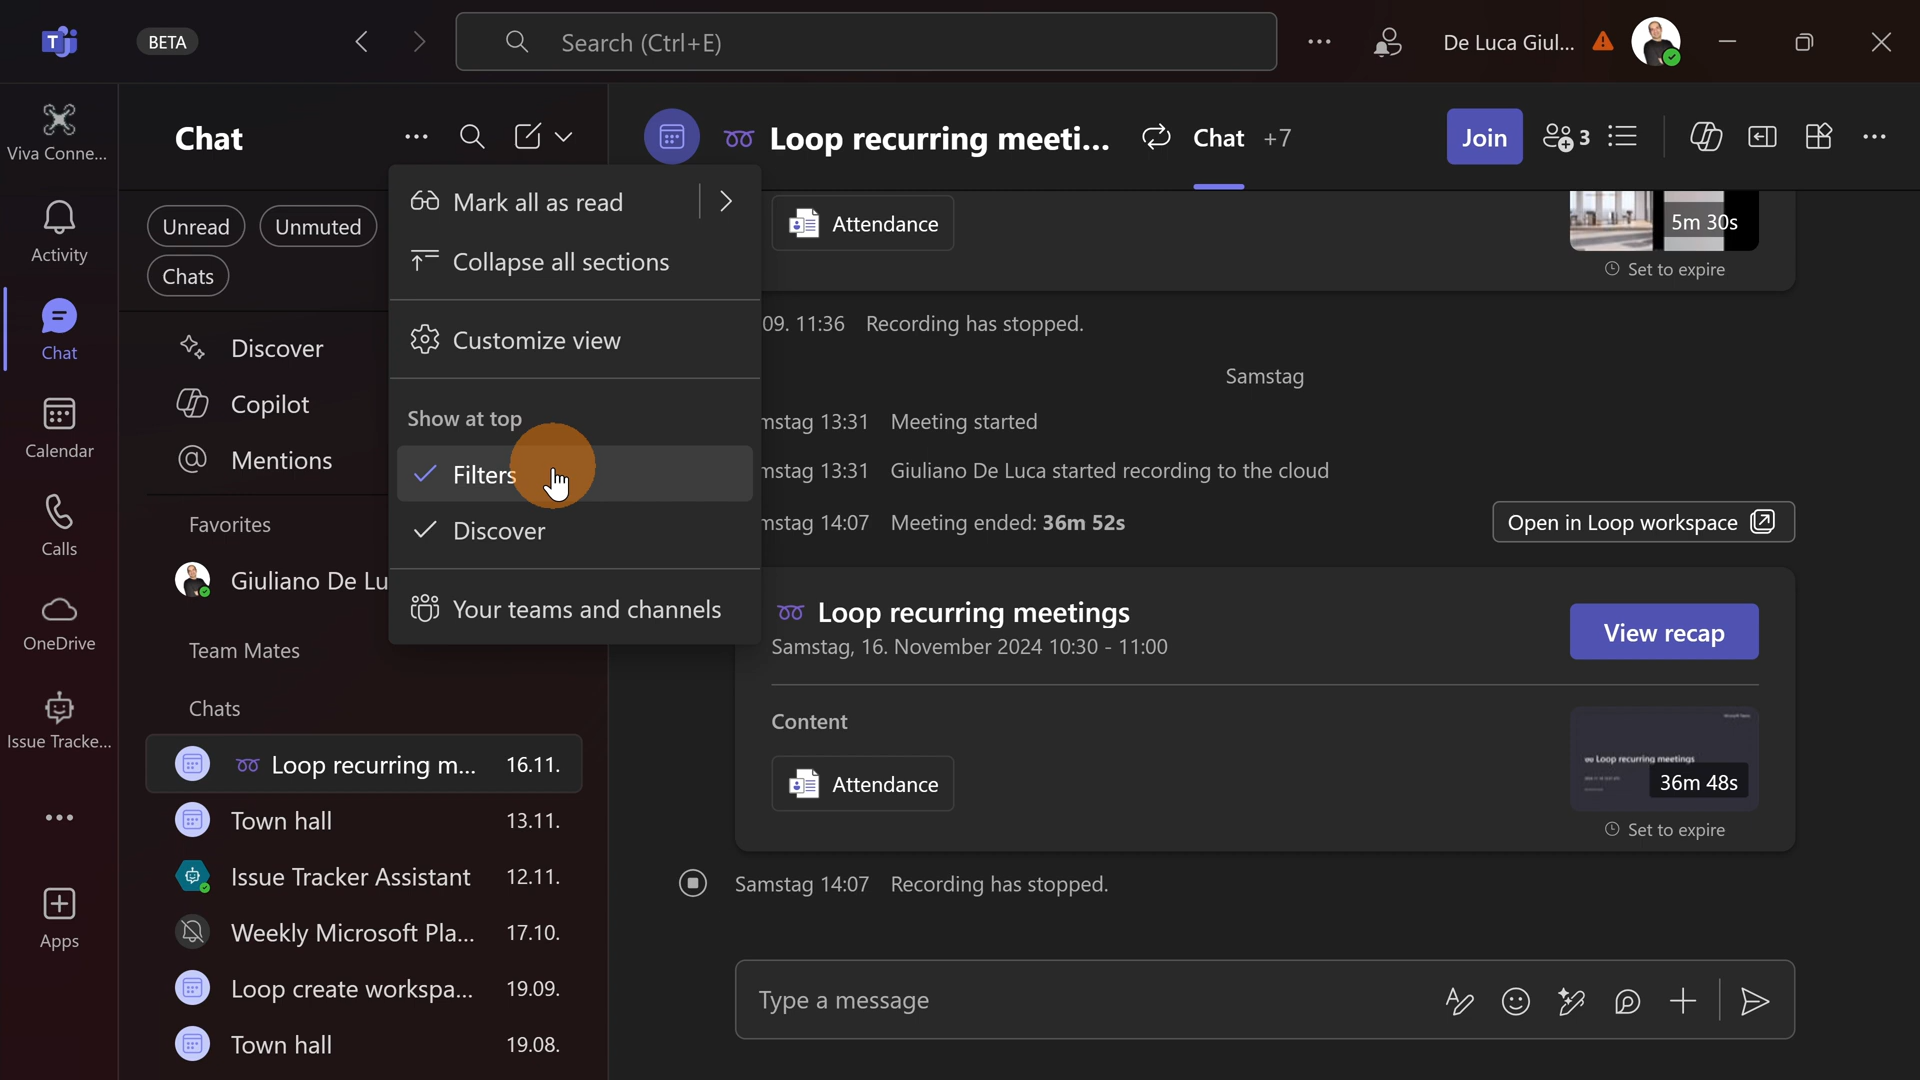 BETA
Search (Ctrl+E)
De Luca Giul...
Viva Conne...
Activity
Chat
Calendar
Calls
OneDrive
Issue Tracke...
Apps
Chat
Unread
Unmuted
Chats
Discover
Copilot
Mentions
Favorites
Giuliano De Lu
Team Mates
Chats
Loop recurring m... 16.11.
Town hall 13.11.
Issue Tracker Assistant 12.11.
Weekly Microsoft Pla... 17.10.
Loop create workspa... 19.09.
Town hall 19.08.
Mark all as read
Collapse all sections
Customize view
Show at top
Filters
Discover
Your teams and channels
Loop recurring meeti...
Chat +7
Join
3
Attendance
5m 30s
Set to expire
09. 11:36 Recording has stopped.
Samstag
mstag 13:31 Meeting started
mstag 13:31 Giuliano De Luca started recording to the cloud
mstag 14:07 Meeting ended: 36m 52s
Open in Loop workspace
Loop recurring meetings
Samstag, 16. November 2024 10:30 - 11:00
View recap
Content
Attendance
Loop recurring meetings
36m 48s
Set to expire
Samstag 14:07 Recording has stopped.
Type a message